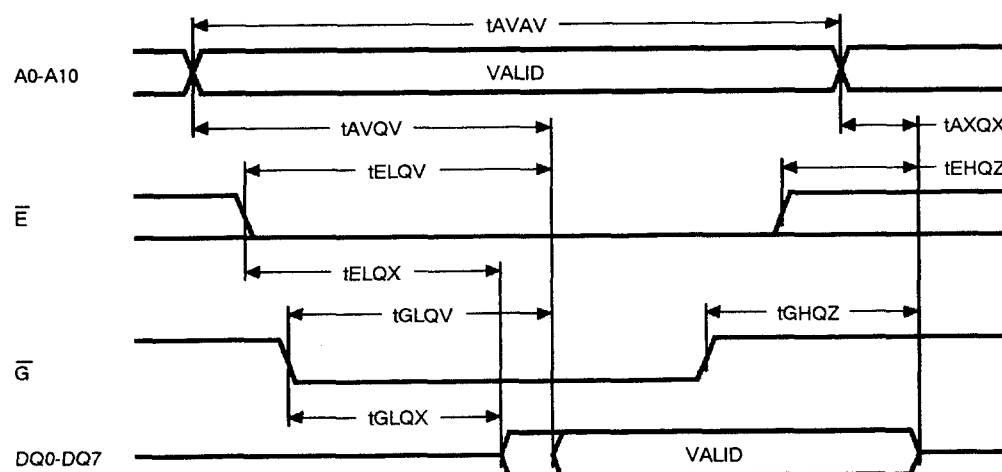 tAVAV
A0-A10
VALID
tAVQV
tAXQX
tELQV
tEHQZ
E̅
tELQX
tGLQV
tGHQZ
G̅
tGLQX
DQ0-DQ7
VALID